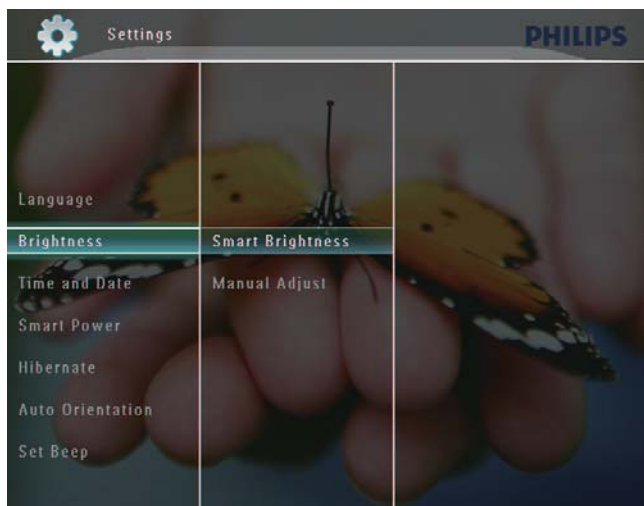 Settings
PHILIPS
Language
Brightness
Smart Brightness
Time and Date
Manual Adjust
Smart Power
Hibernate
Auto Orientation
Set Beep